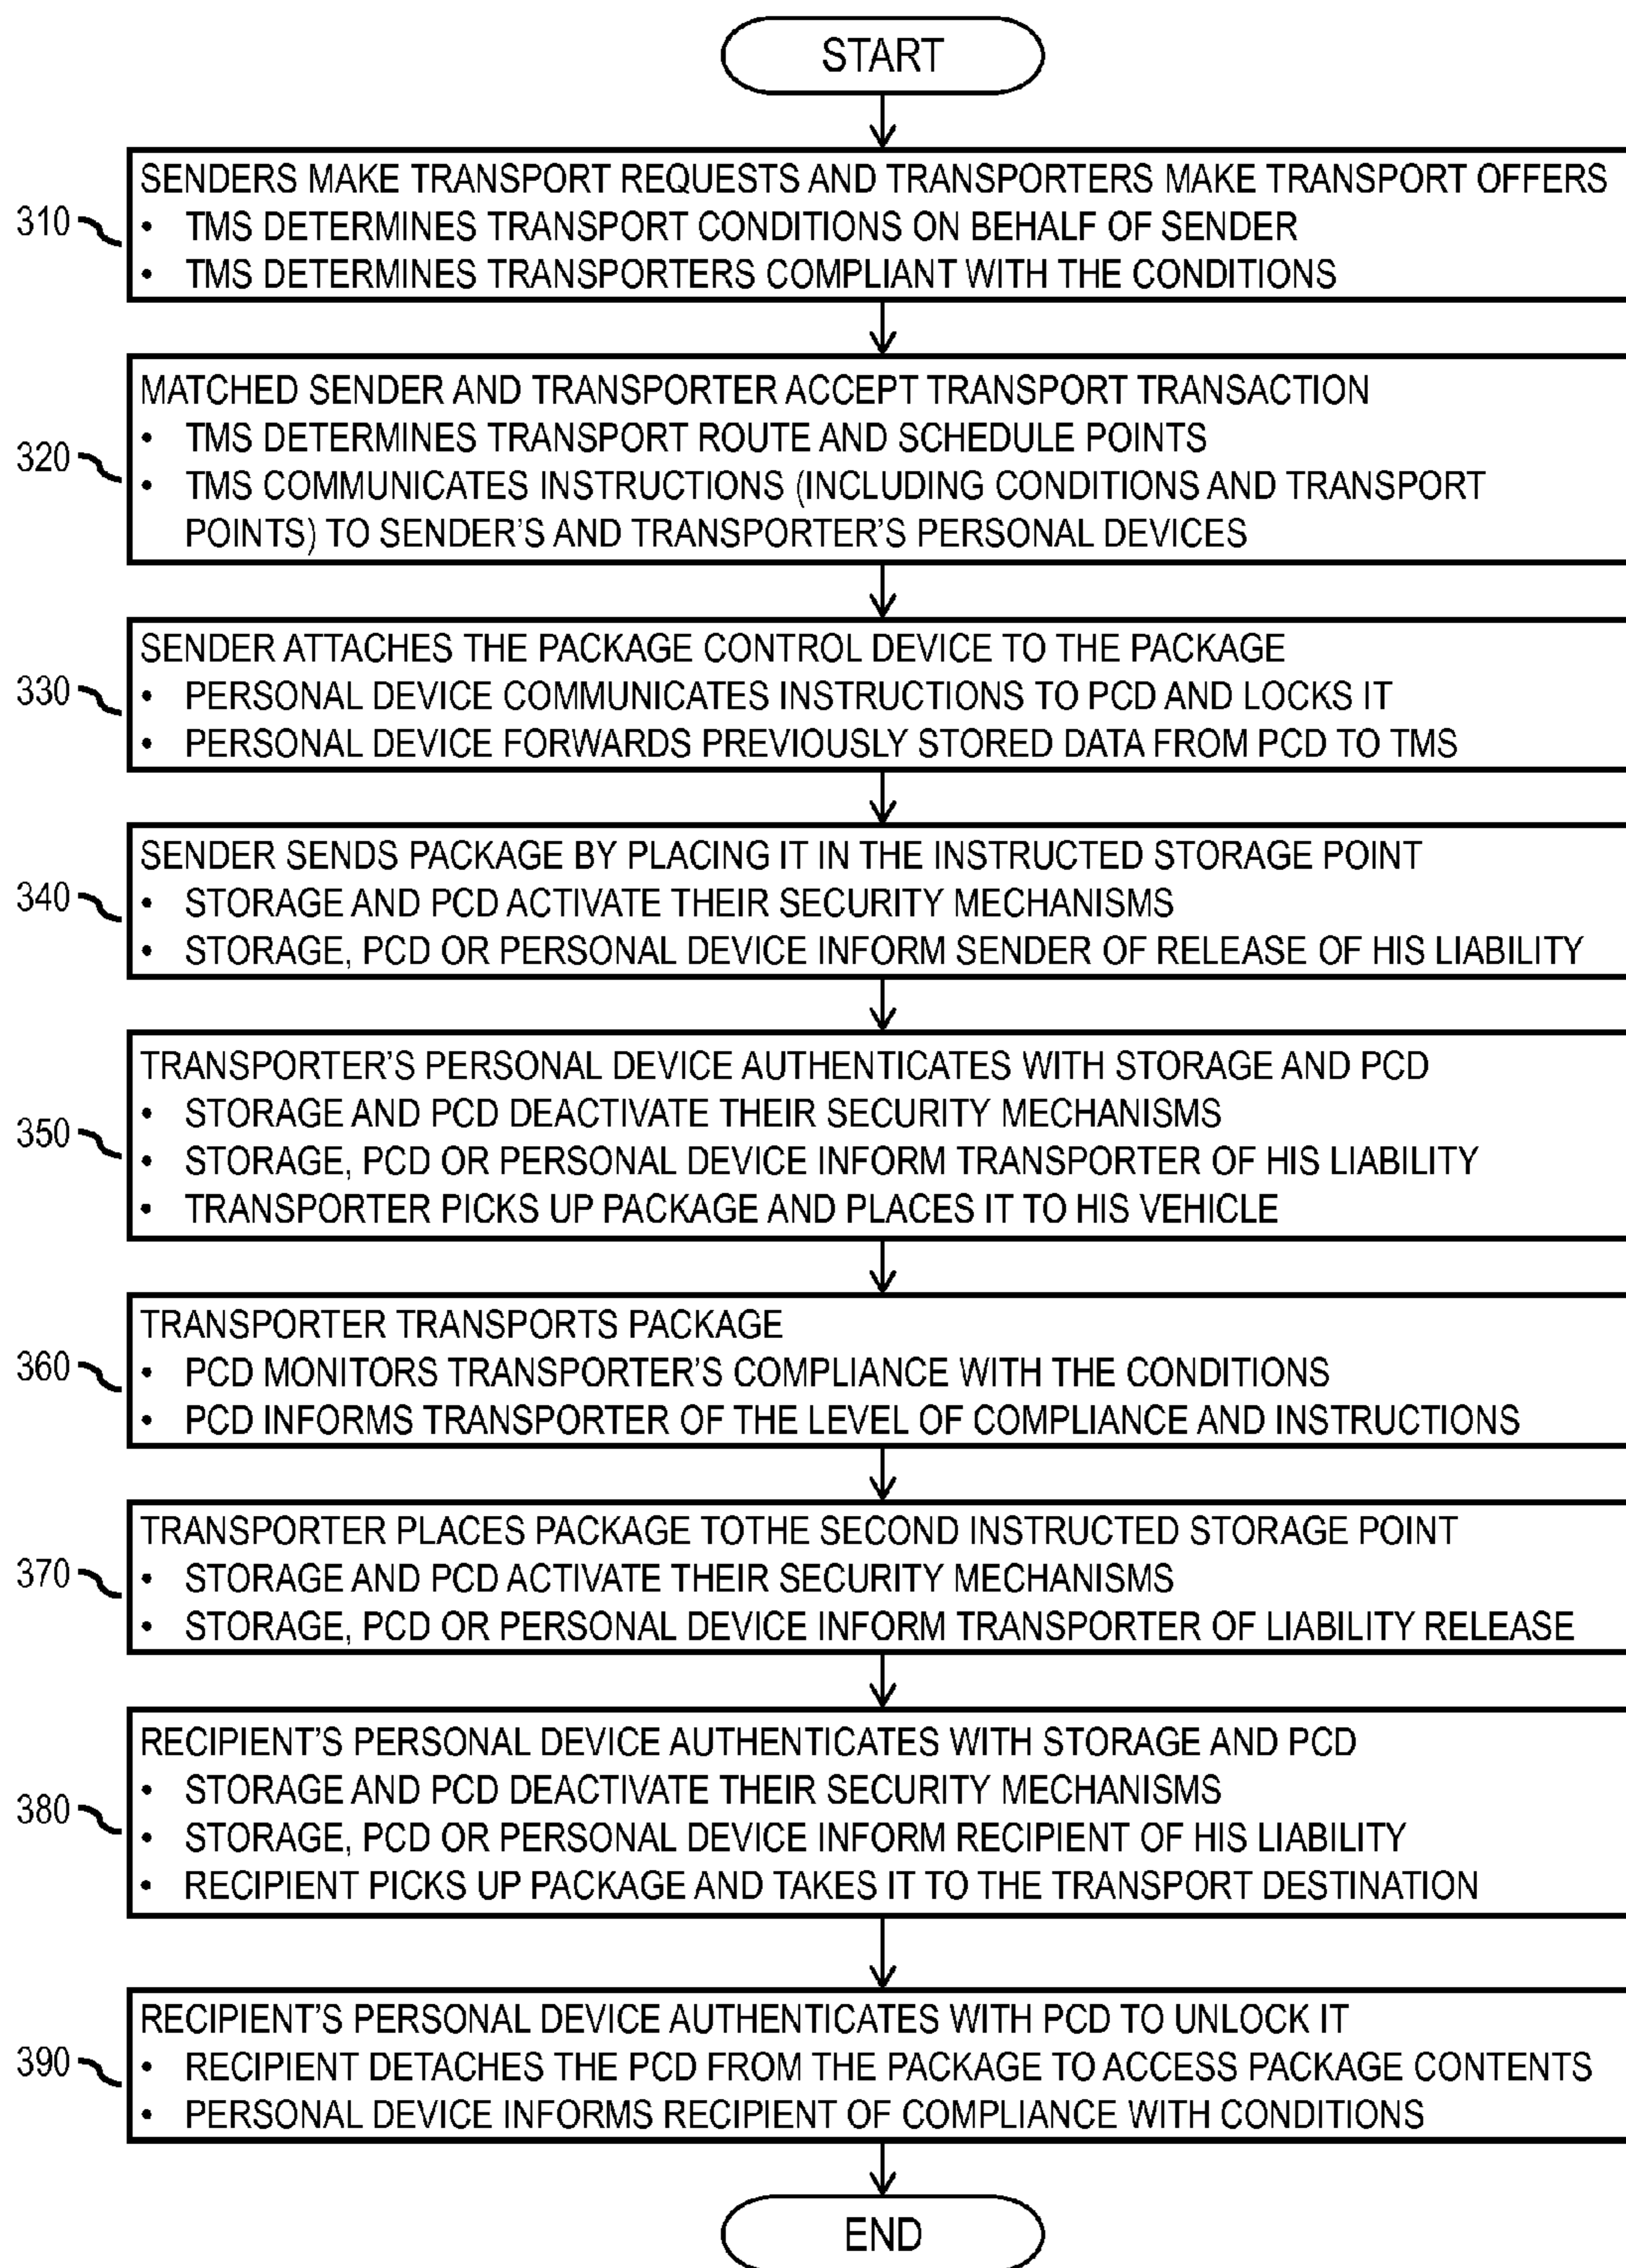 START
SENDERS MAKE TRANSPORT REQUESTS AND TRANSPORTERS MAKE TRANSPORT OFFERS
310
• TMS DETERMINES TRANSPORT CONDITIONS ON BEHALF OF SENDER
• TMS DETERMINES TRANSPORTERS COMPLIANT WITH THE CONDITIONS
MATCHED SENDER AND TRANSPORTER ACCEPT TRANSPORT TRANSACTION
• TMS DETERMINES TRANSPORT ROUTE AND SCHEDULE POINTS
320
• TMS COMMUNICATES INSTRUCTIONS (INCLUDING CONDITIONS AND TRANSPORT
POINTS) TO SENDER'S AND TRANSPORTER'S PERSONAL DEVICES
SENDER ATTACHES THE PACKAGE CONTROL DEVICE TO THE PACKAGE
330
• PERSONAL DEVICE COMMUNICATES INSTRUCTIONS TO PCD AND LOCKS IT
• PERSONAL DEVICE FORWARDS PREVIOUSLY STORED DATA FROM PCD TO TMS
SENDER SENDS PACKAGE BY PLACING IT IN THE INSTRUCTED STORAGE POINT
340
• STORAGE AND PCD ACTIVATE THEIR SECURITY MECHANISMS
• STORAGE, PCD OR PERSONAL DEVICE INFORM SENDER OF RELEASE OF HIS LIABILITY
TRANSPORTER'S PERSONAL DEVICE AUTHENTICATES WITH STORAGE AND PCD
• STORAGE AND PCD DEACTIVATE THEIR SECURITY MECHANISMS
350
• STORAGE, PCD OR PERSONAL DEVICE INFORM TRANSPORTER OF HIS LIABILITY
• TRANSPORTER PICKS UP PACKAGE AND PLACES IT TO HIS VEHICLE
TRANSPORTER TRANSPORTS PACKAGE
360
• PCD MONITORS TRANSPORTER'S COMPLIANCE WITH THE CONDITIONS
• PCD INFORMS TRANSPORTER OF THE LEVEL OF COMPLIANCE AND INSTRUCTIONS
TRANSPORTER PLACES PACKAGE TOTHE SECOND INSTRUCTED STORAGE POINT
370
• STORAGE AND PCD ACTIVATE THEIR SECURITY MECHANISMS
• STORAGE, PCD OR PERSONAL DEVICE INFORM TRANSPORTER OF LIABILITY RELEASE
RECIPIENT'S PERSONAL DEVICE AUTHENTICATES WITH STORAGE AND PCD
• STORAGE AND PCD DEACTIVATE THEIR SECURITY MECHANISMS
380
• STORAGE, PCD OR PERSONAL DEVICE INFORM RECIPIENT OF HIS LIABILITY
• RECIPIENT PICKS UP PACKAGE AND TAKES IT TO THE TRANSPORT DESTINATION
RECIPIENT'S PERSONAL DEVICE AUTHENTICATES WITH PCD TO UNLOCK IT
390
• RECIPIENT DETACHES THE PCD FROM THE PACKAGE TO ACCESS PACKAGE CONTENTS
• PERSONAL DEVICE INFORMS RECIPIENT OF COMPLIANCE WITH CONDITIONS
END